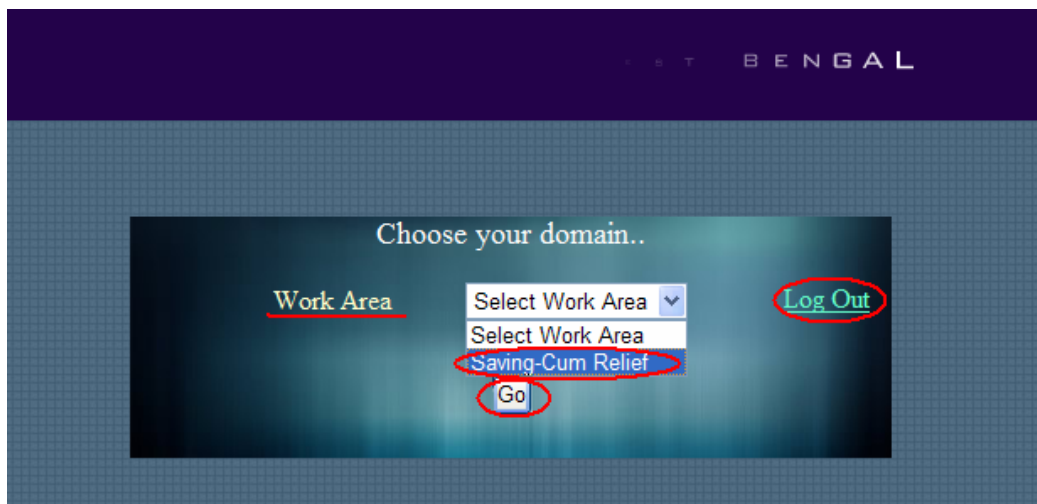 BENGAL
Choose your domain..
Work Area
Select Work Area
Log Out
Select Work Area
Saving-Cum Relief
Go